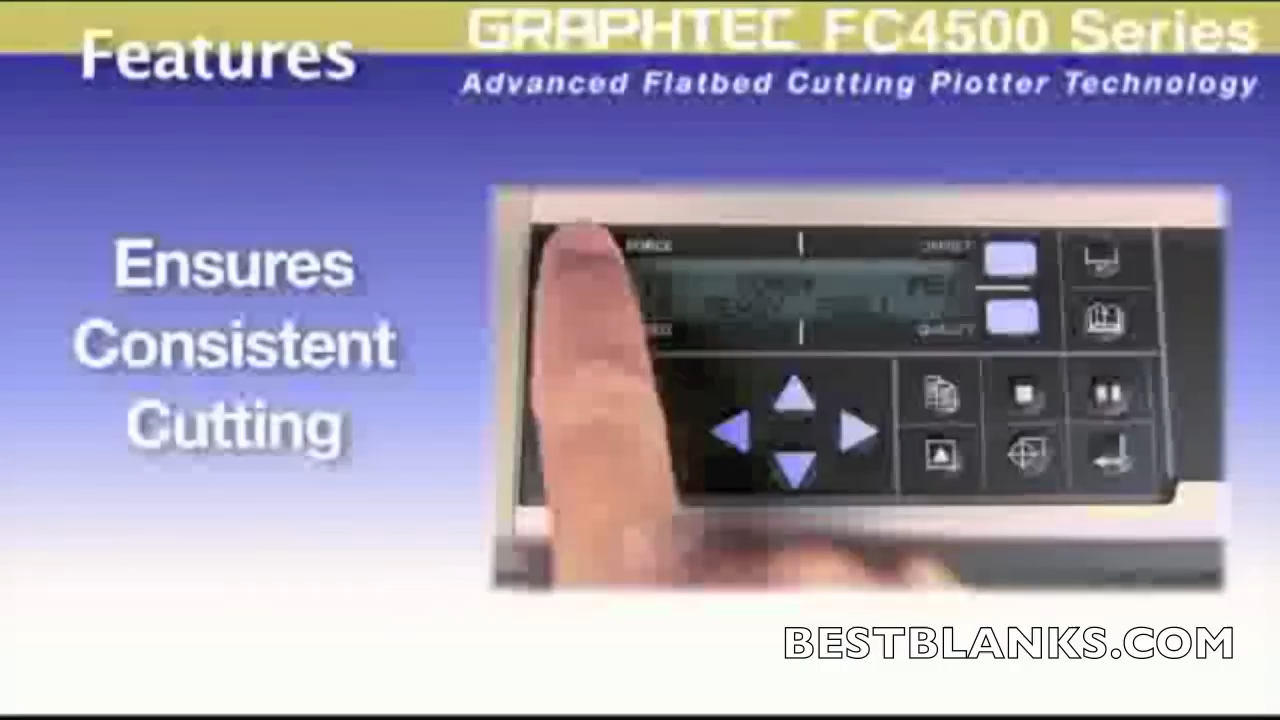 Features
GRAPHTEC FC4500 Series
Advanced Flatbed Cutting Plotter Technology
Ensures
Consistent
Cutting
FORCE
QUALITY
BESTBLANKS.COM